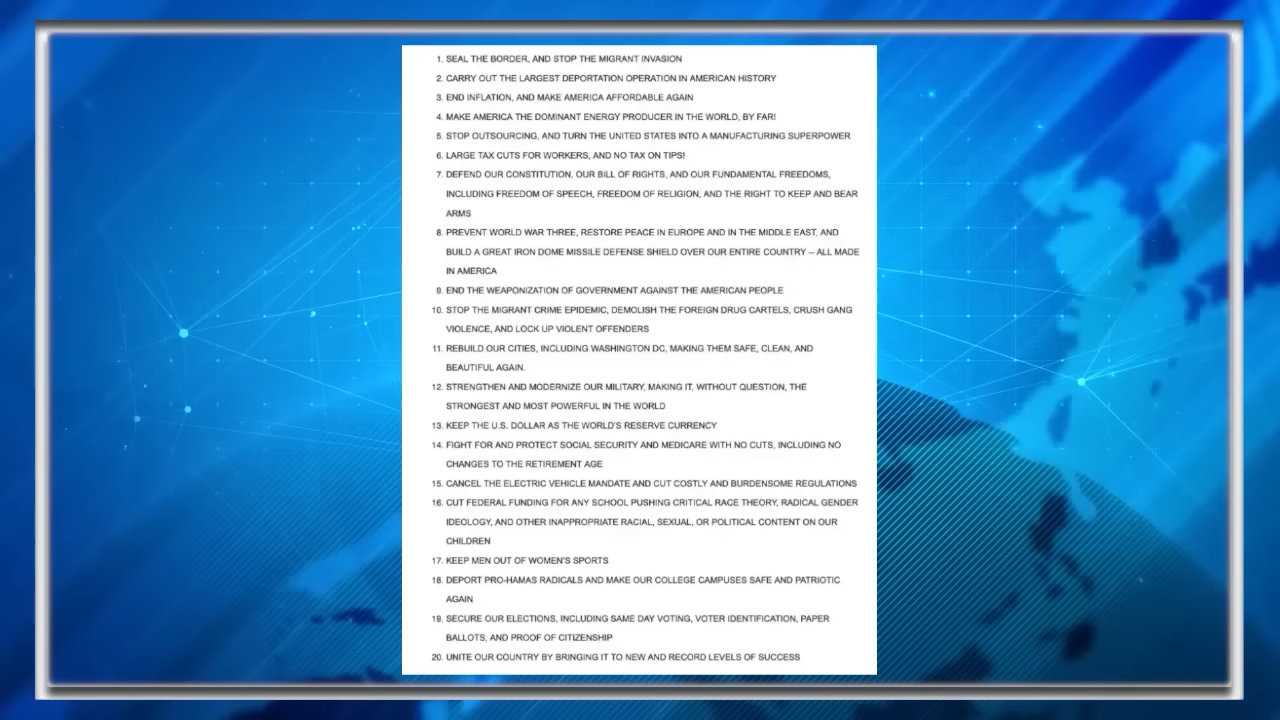 1. SEAL THE BORDER, AND STOP THE MIGRANT INVASION
2. CARRY OUT THE LARGEST DEPORTATION OPERATION IN AMERICAN HISTORY
3. END INFLATION, AND MAKE AMERICA AFFORDABLE AGAIN
4. MAKE AMERICA THE DOMINANT ENERGY PRODUCER IN THE WORLD, BY FAR!
5. STOP OUTSOURCING, AND TURN THE UNITED STATES INTO A MANUFACTURING SUPERPOWER
6. LARGE TAX CUTS FOR WORKERS, AND NO TAX ON TIPS!
7. DEFEND OUR CONSTITUTION, OUR BILL OF RIGHTS, AND OUR FUNDAMENTAL FREEDOMS,
INCLUDING FREEDOM OF SPEECH, FREEDOM OF RELIGION, AND THE RIGHT TO KEEP AND BEAR
ARMS
8. PREVENT WORLD WAR THREE, RESTORE PEACE IN EUROPE AND IN THE MIDDLE EAST, AND
BUILD A GREAT IRON DOME MISSILE DEFENSE SHIELD OVER OUR ENTIRE COUNTRY -- ALL MADE
IN AMERICA
9. END THE WEAPONIZATION OF GOVERNMENT AGAINST THE AMERICAN PEOPLE
10. STOP THE MIGRANT CRIME EPIDEMIC, DEMOLISH THE FOREIGN DRUG CARTELS, CRUSH GANG
VIOLENCE, AND LOCK UP VIOLENT OFFENDERS
11. REBUILD OUR CITIES, INCLUDING WASHINGTON DC, MAKING THEM SAFE, CLEAN, AND
BEAUTIFUL AGAIN.
12. STRENGTHEN AND MODERNIZE OUR MILITARY, MAKING IT, WITHOUT QUESTION, THE
STRONGEST AND MOST POWERFUL IN THE WORLD
13. KEEP THE U.S. DOLLAR AS THE WORLD'S RESERVE CURRENCY
14. FIGHT FOR AND PROTECT SOCIAL SECURITY AND MEDICARE WITH NO CUTS, INCLUDING NO
CHANGES TO THE RETIREMENT AGE
15. CANCEL THE ELECTRIC VEHICLE MANDATE AND CUT COSTLY AND BURDENSOME REGULATIONS
16. CUT FEDERAL FUNDING FOR ANY SCHOOL PUSHING CRITICAL RACE THEORY, RADICAL GENDER
IDEOLOGY, AND OTHER INAPPROPRIATE RACIAL, SEXUAL, OR POLITICAL CONTENT ON OUR
CHILDREN
17. KEEP MEN OUT OF WOMEN'S SPORTS
18. DEPORT PRO-HAMAS RADICALS AND MAKE OUR COLLEGE CAMPUSES SAFE AND PATRIOTIC
AGAIN
19. SECURE OUR ELECTIONS, INCLUDING SAME DAY VOTING, VOTER IDENTIFICATION, PAPER
BALLOTS, AND PROOF OF CITIZENSHIP
20. UNITE OUR COUNTRY BY BRINGING IT TO NEW AND RECORD LEVELS OF SUCCESS